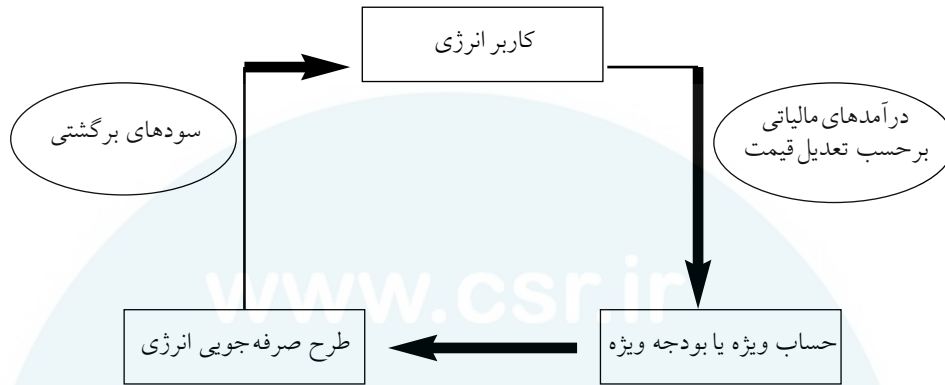 کاربر انرژی
سودهای برگشتی
درآمدهای مالیاتی
برحسب تعدیل قیمت
www.csr.ir
طرح صرفه‌جویی انرژی
حساب ویژه یا بودجه ویژه